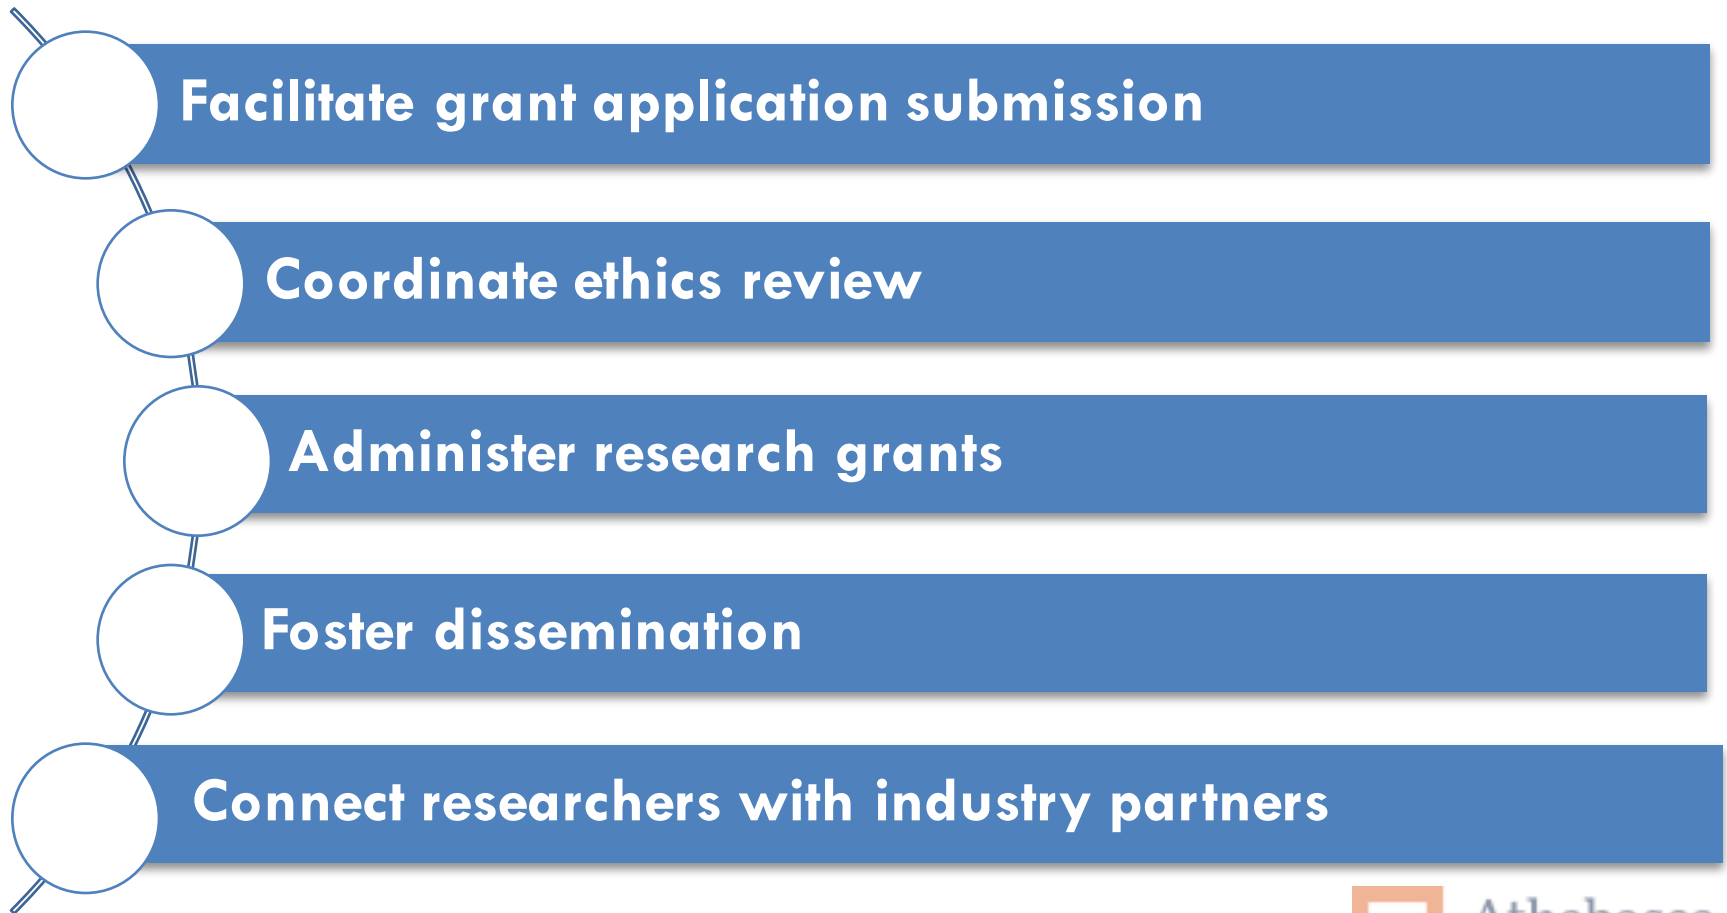 Facilitate grant application submission
Coordinate ethics review
Administer research grants
Foster dissemination
Connect researchers with industry partners